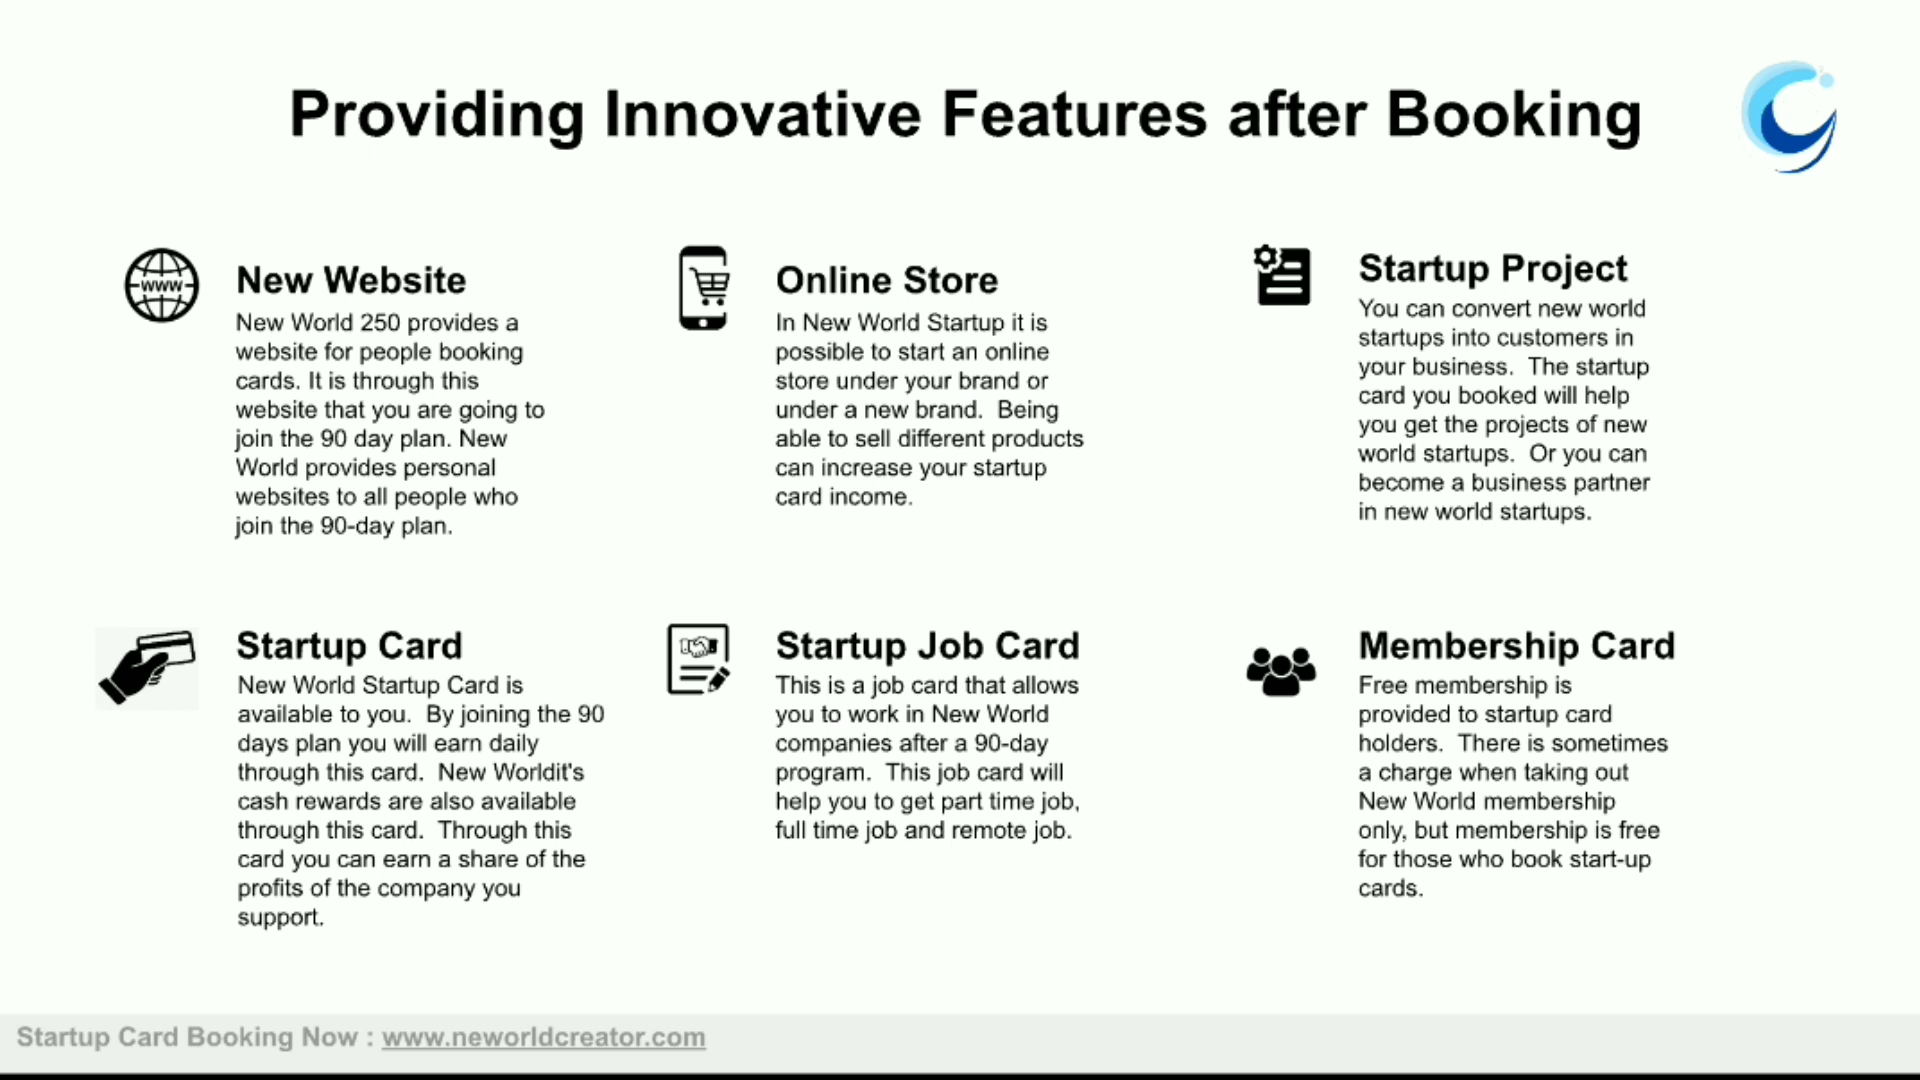 Providing Innovative Features after Booking
www
New Website
New World 250 provides a
website for people booking
cards. It is through this
website that you are going to
join the 90 day plan. New
World provides personal
websites to all people who
join the 90-day plan.
Online Store
In New World Startup it is
possible to start an online
store under your brand or
under a new brand.  Being
able to sell different products
can increase your startup
card income.
Startup Project
You can convert new world
startups into customers in
your business.  The startup
card you booked will help
you get the projects of new
world startups.  Or you can
become a business partner
in new world startups.
Startup Card
New World Startup Card is
available to you.  By joining the 90
days plan you will earn daily
through this card.  New Worldit's
cash rewards are also available
through this card.  Through this
card you can earn a share of the
profits of the company you
support.
Startup Job Card
This is a job card that allows
you to work in New World
companies after a 90-day
program.  This job card will
help you to get part time job,
full time job and remote job.
Membership Card
Free membership is
provided to startup card
holders.  There is sometimes
a charge when taking out
New World membership
only, but membership is free
for those who book start-up
cards.
Startup Card Booking Now : www.neworldcreator.com